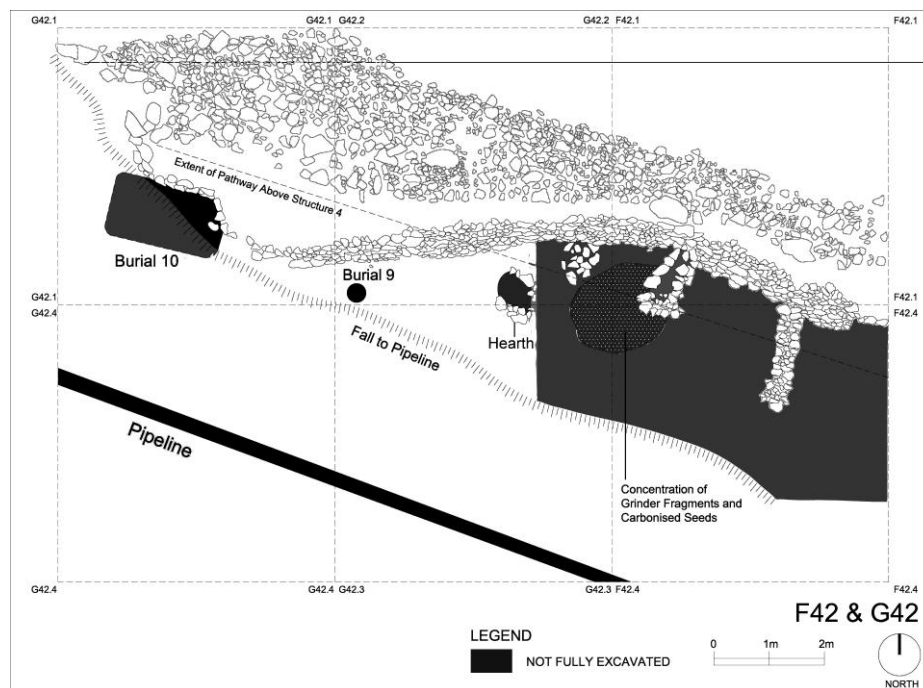 G42.1
G42.1 G42.2
G42.2 F42.1
F42.1
Extent of Pathway Above Structure 4
Burial 10
Burial 9
G42.1
G42.4
Hearth
F42.1
F42.4
Fall to Pipeline
Pipeline
Concentration of
Grinder Fragments and
Carbonised Seeds
G42.4
G42.4 G42.3
G42.3 F42.4
F42.4
F42 & G42
LEGEND
NOT FULLY EXCAVATED
0 1m 2m
NORTH